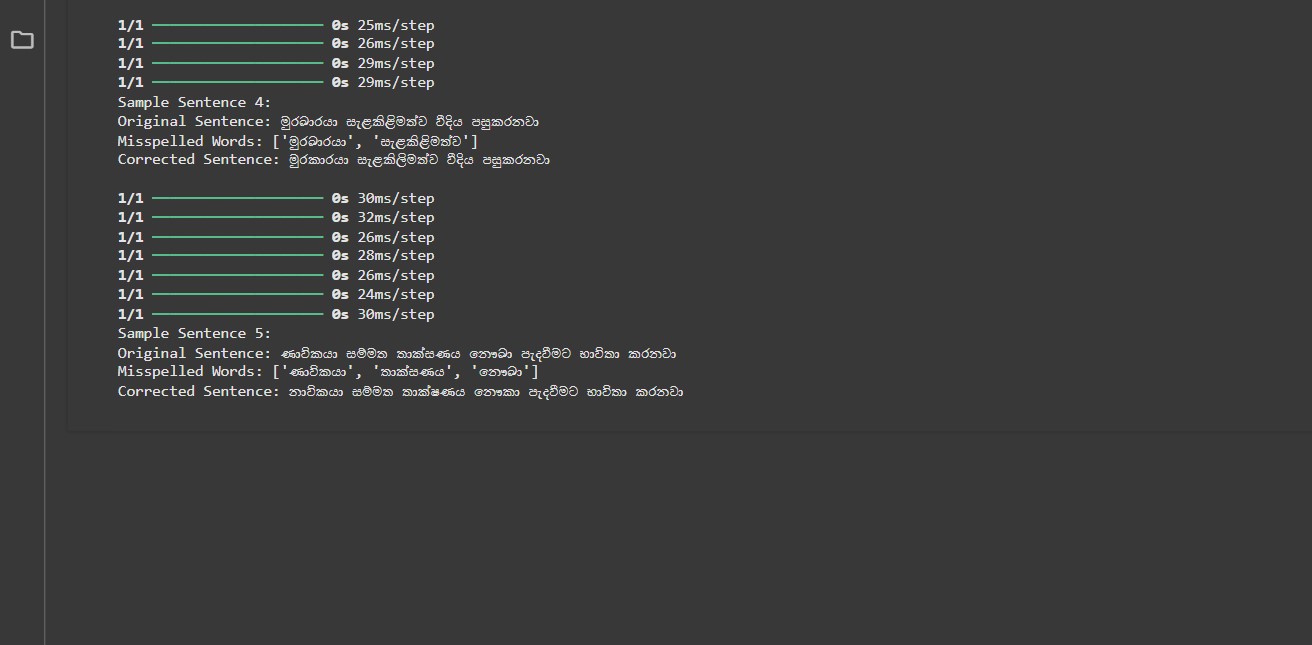 1/1 ━━━━━━━━━━━━━━━━━━━━ 0s 25ms/step
1/1 ━━━━━━━━━━━━━━━━━━━━ 0s 26ms/step
1/1 ━━━━━━━━━━━━━━━━━━━━ 0s 29ms/step
1/1 ━━━━━━━━━━━━━━━━━━━━ 0s 29ms/step
Sample Sentence 4:
Original Sentence: මුරඛාරයා සැළකිළිමත්ව වීදිය පසුකරනවා
Misspelled Words: ['මුරඛාරයා', 'සැළකිළිමත්ව']
Corrected Sentence: මුරකාරයා සැළකිලිමත්ව වීදිය පසුකරනවා
1/1 ━━━━━━━━━━━━━━━━━━━━ 0s 30ms/step
1/1 ━━━━━━━━━━━━━━━━━━━━ 0s 32ms/step
1/1 ━━━━━━━━━━━━━━━━━━━━ 0s 26ms/step
1/1 ━━━━━━━━━━━━━━━━━━━━ 0s 28ms/step
1/1 ━━━━━━━━━━━━━━━━━━━━ 0s 26ms/step
1/1 ━━━━━━━━━━━━━━━━━━━━ 0s 24ms/step
1/1 ━━━━━━━━━━━━━━━━━━━━ 0s 30ms/step
Sample Sentence 5:
Original Sentence: ණාවිකයා සම්මත තාක්සණය නෞඛා පැදවීමට භාවිතා කරනවා
Misspelled Words: ['ණාවිකයා', 'තාක්සණය', 'නෞඛා']
Corrected Sentence: නාවිකයා සම්මත තාක්ෂණය නෞකා පැදවීමට භාවිතා කරනවා